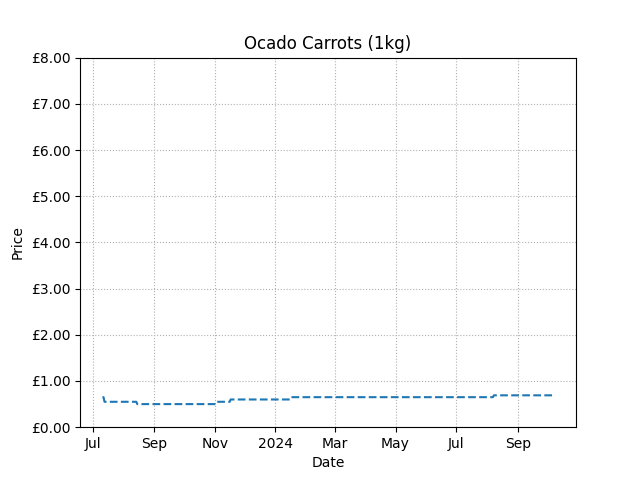 Ocado Carrots (1kg)
£8.00
£7.00
£6.00
£5.00
£4.00
£3.00
£2.00
£1.00
£0.00
Price
Jul Sep Nov 2024 Mar May Jul Sep
Date